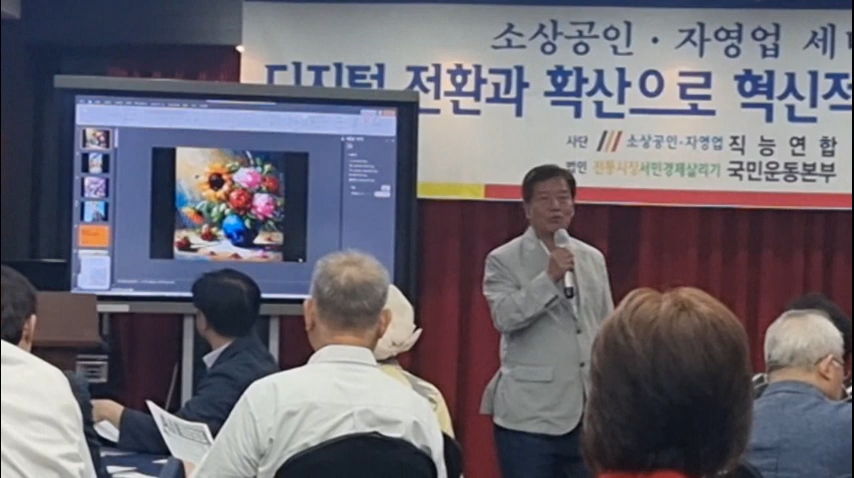 소상공인 · 자영업 세
디지털 전환과 확산으로 혁신적
사단 소상공인·자영업 직능연합
법인 전통시장서민경제살리기 국민운동본부